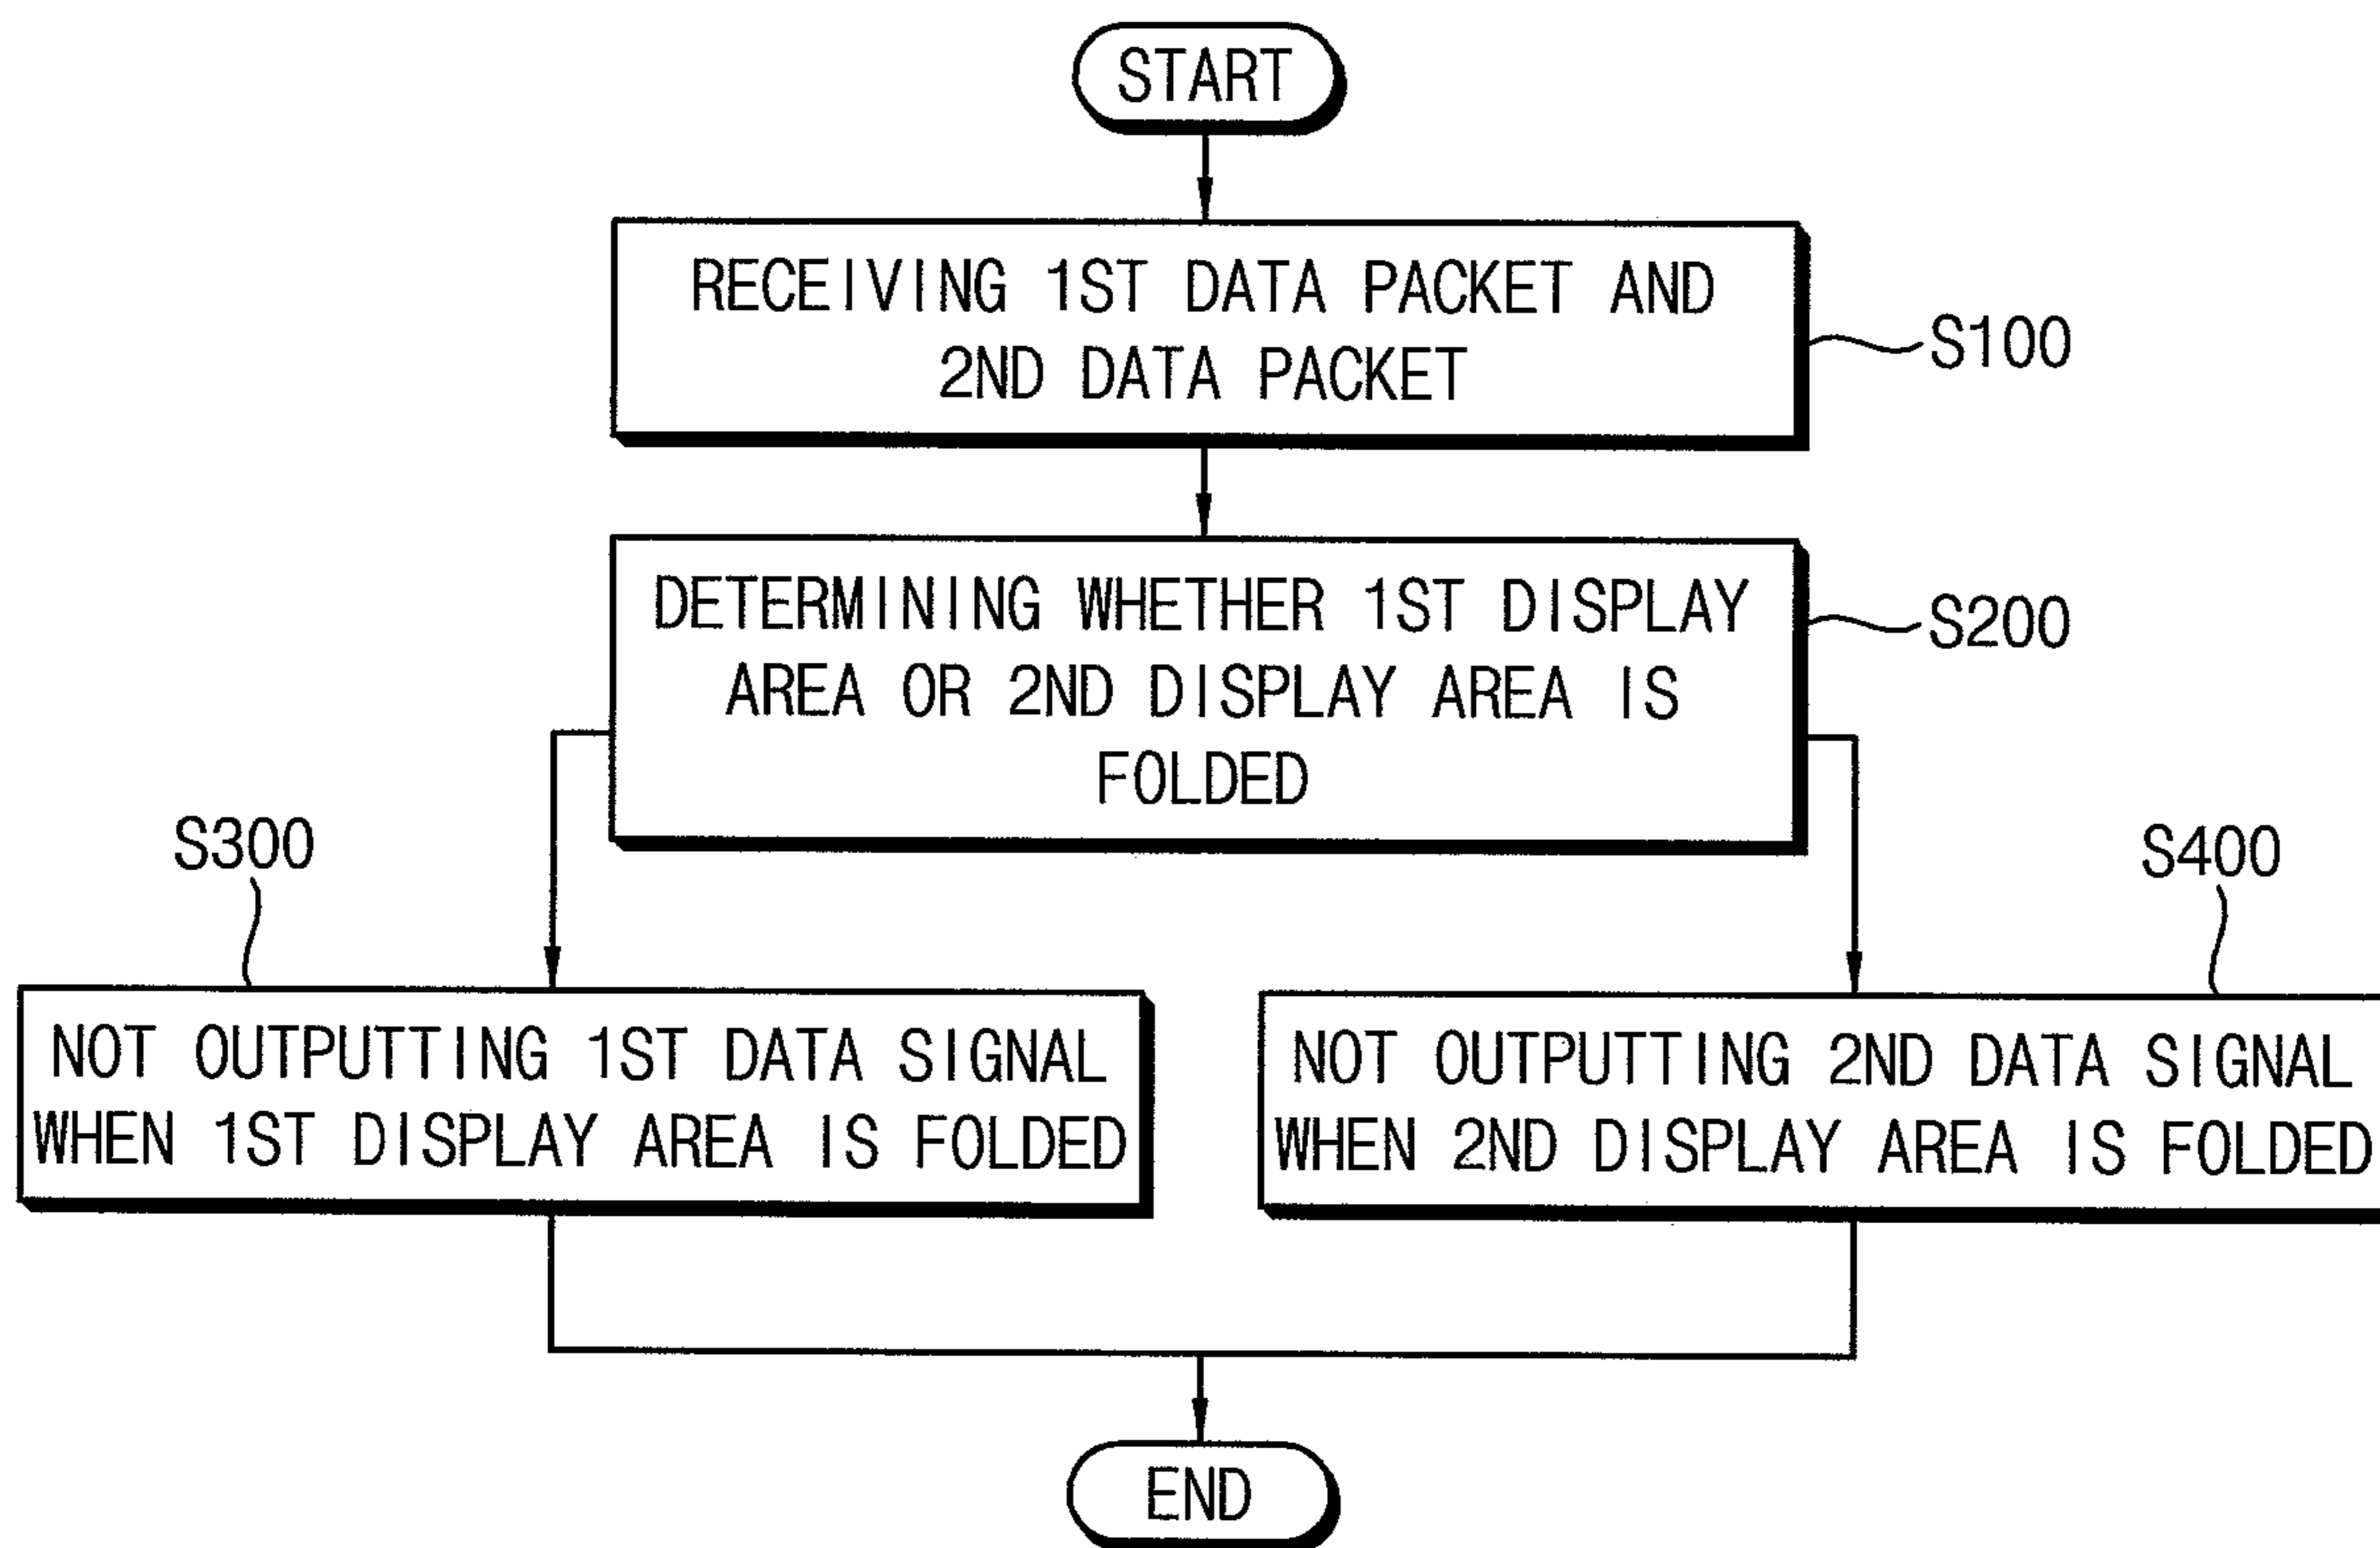 START
RECEIVING 1ST DATA PACKET AND
2ND DATA PACKET
S100
DETERMINING WHETHER 1ST DISPLAY
AREA OR 2ND DISPLAY AREA IS
FOLDED
S200
S300
NOT OUTPUTTING 1ST DATA SIGNAL
WHEN 1ST DISPLAY AREA IS FOLDED
S400
NOT OUTPUTTING 2ND DATA SIGNAL
WHEN 2ND DISPLAY AREA IS FOLDED
END